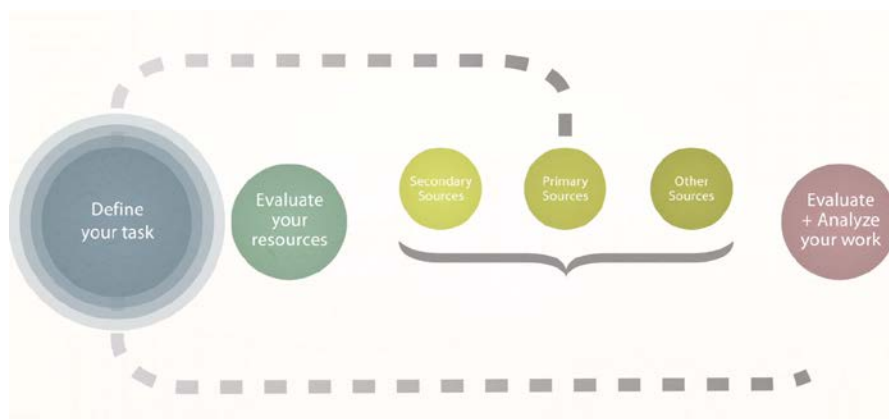 Define
your task
Evaluate
your
resources
Secondary
Sources
Primary
Sources
Other
Sources
Evaluate
+ Analyze
your work